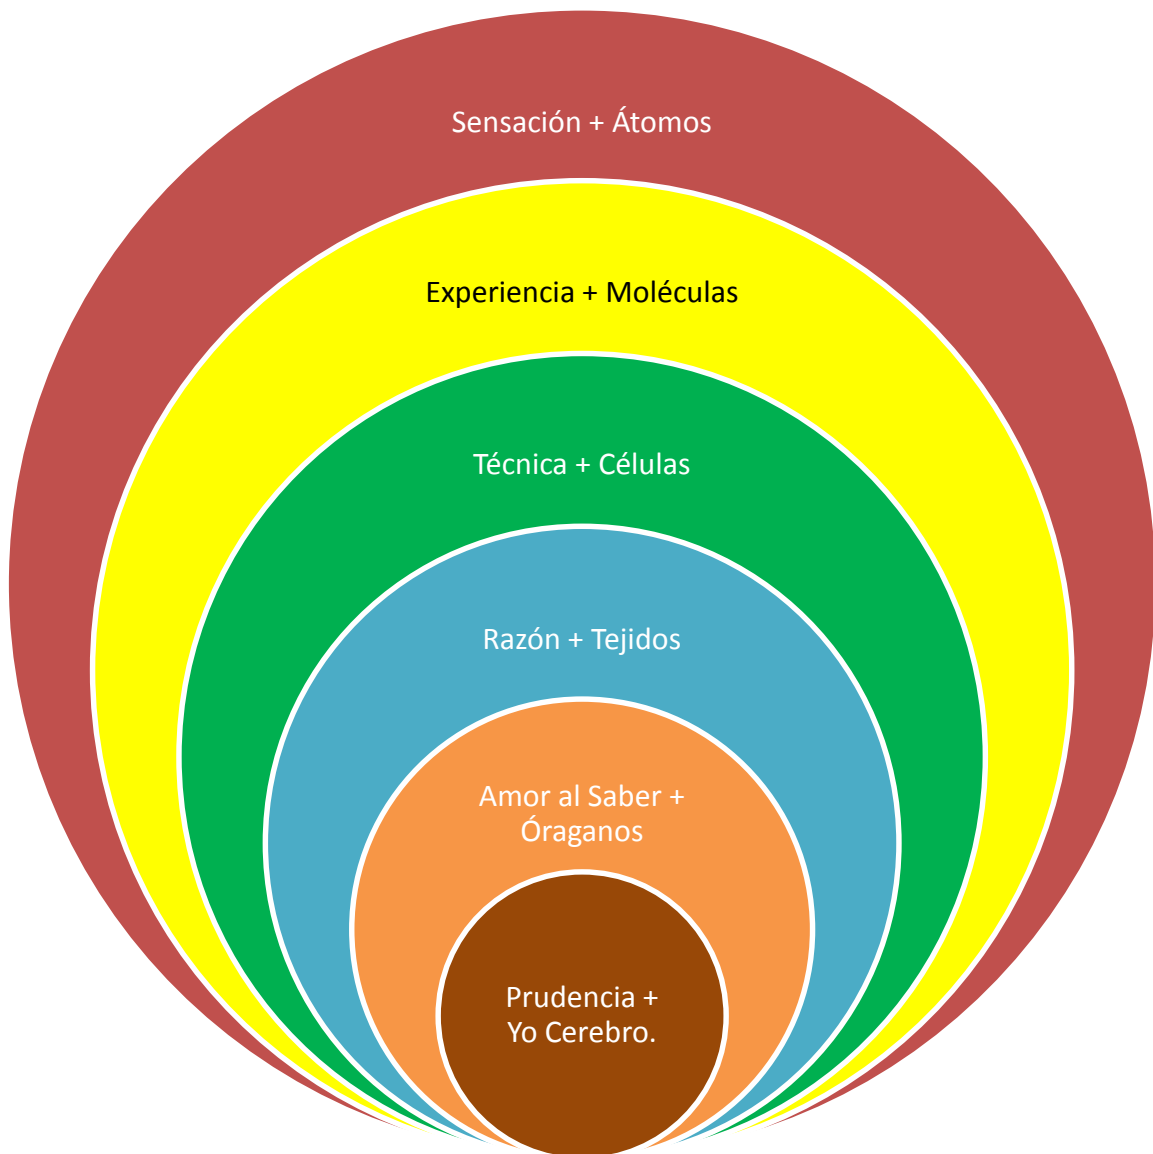 Sensación + Átomos
Experiencia + Moléculas
Técnica + Células
Razón + Tejidos
Amor al Saber +
Óraganos
Prudencia +
Yo Cerebro.